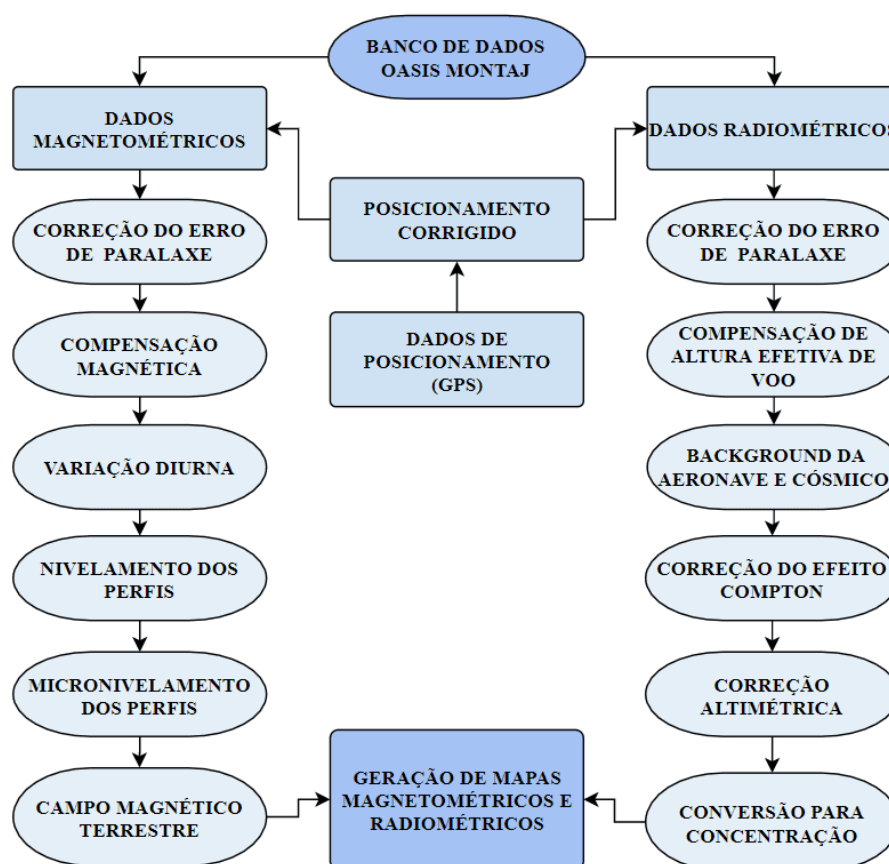 BANCO DE DADOS
OASIS MONTAJ
DADOS
MAGNETOMÉTRICOS
DADOS RADIOMÉTRICOS
POSICIONAMENTO
CORRIGIDO
CORREÇÃO DO ERRO
DE PARALAXE
CORREÇÃO DO ERRO
DE PARALAXE
COMPENSAÇÃO
MAGNÉTICA
DADOS DE
POSICIONAMENTO
(GPS)
COMPENSAÇÃO DE
ALTURA EFETIVA DE
VOO
VARIAÇÃO DIURNA
BACKGROUND DA
AERONAVE E CÓSMICO
NIVELAMENTO DOS
PERFIS
CORREÇÃO DO EFEITO
COMPTON
MICRONIVELAMENTO
DOS PERFIS
CORREÇÃO
ALTIMÉTRICA
CAMPO MAGNÉTICO
TERRESTRE
GERAÇÃO DE MAPAS
MAGNETOMÉTRICOS E
RADIOMÉTRICOS
CONVERSÃO PARA
CONCENTRAÇÃO